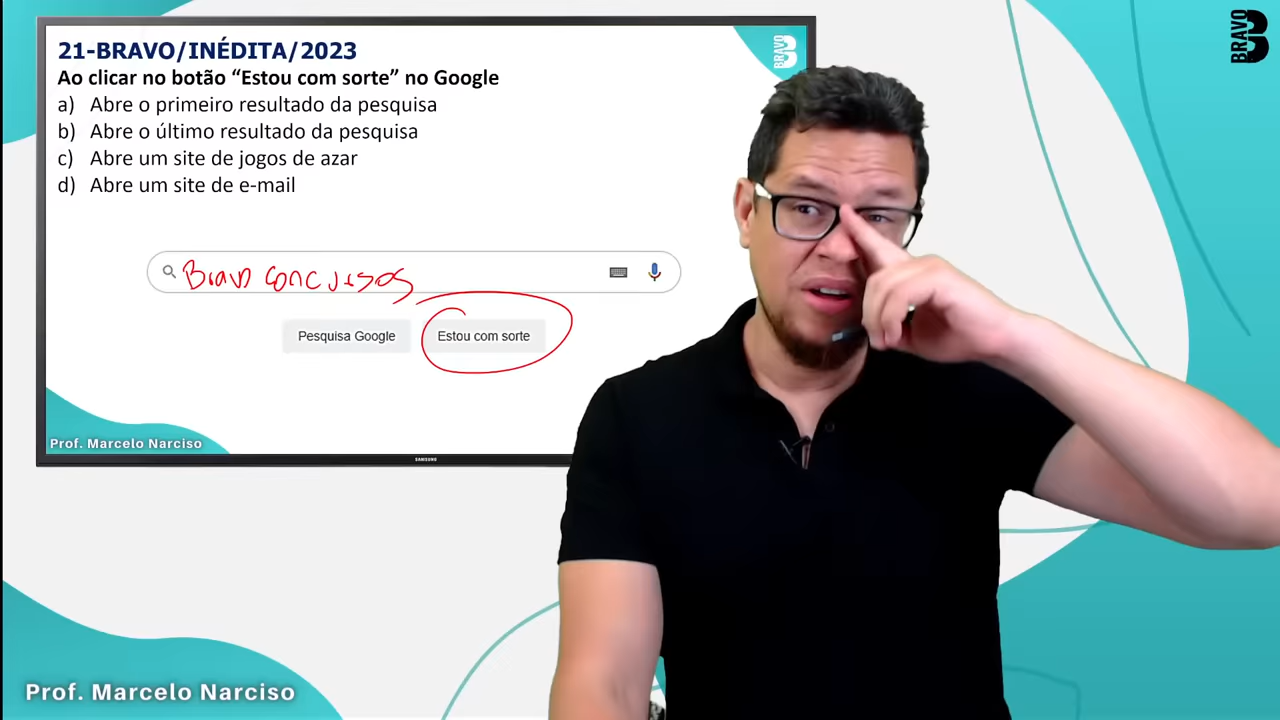 21-BRAVO/INÉDITA/2023
Ao clicar no botão “Estou com sorte” no Google
a) Abre o primeiro resultado da pesquisa
b) Abre o último resultado da pesquisa
c) Abre um site de jogos de azar
d) Abre um site de e-mail
Bravo concursos
Pesquisa Google
Estou com sorte
Prof. Marcelo Narciso
SAMSUNG
Prof. Marcelo Narciso
BRAVO
BRAVO